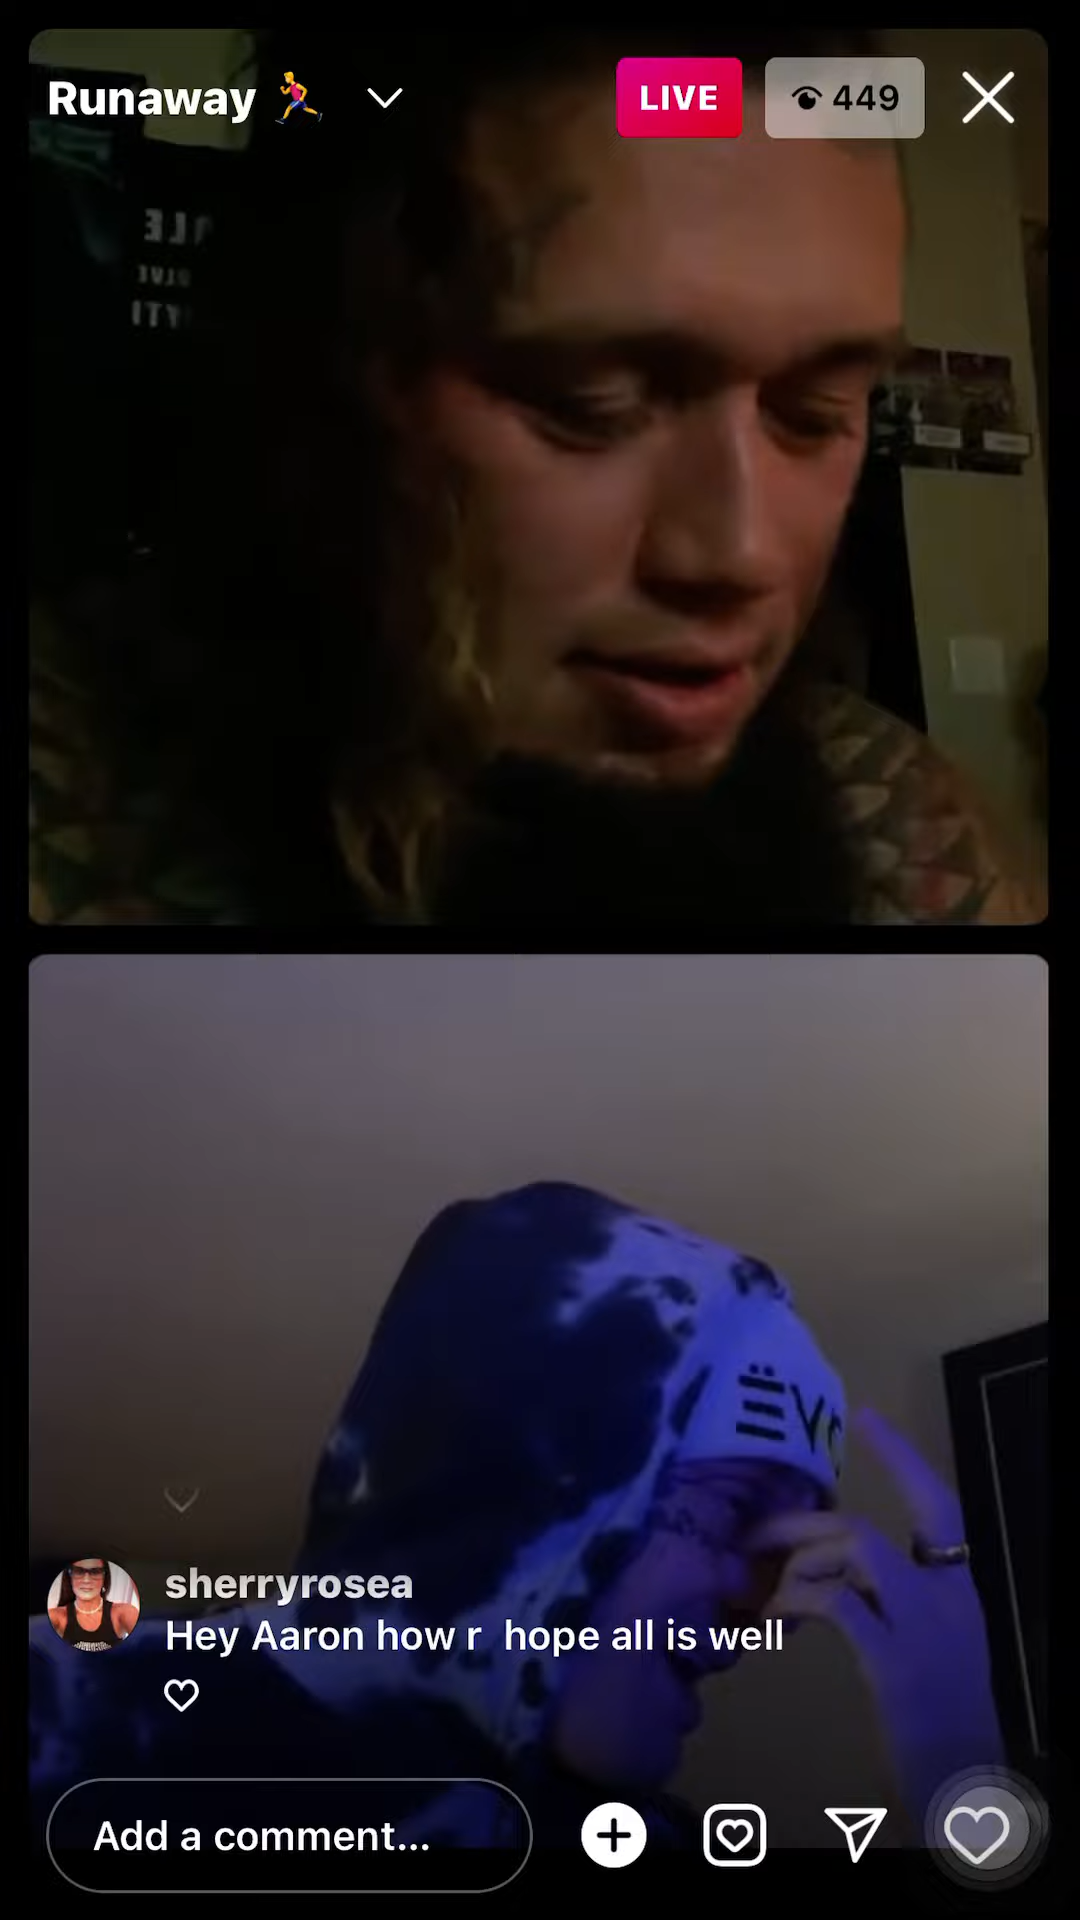 Runaway 🏃
LIVE
449
sherryrosea
Hey Aaron how r  hope all is well
Add a comment...